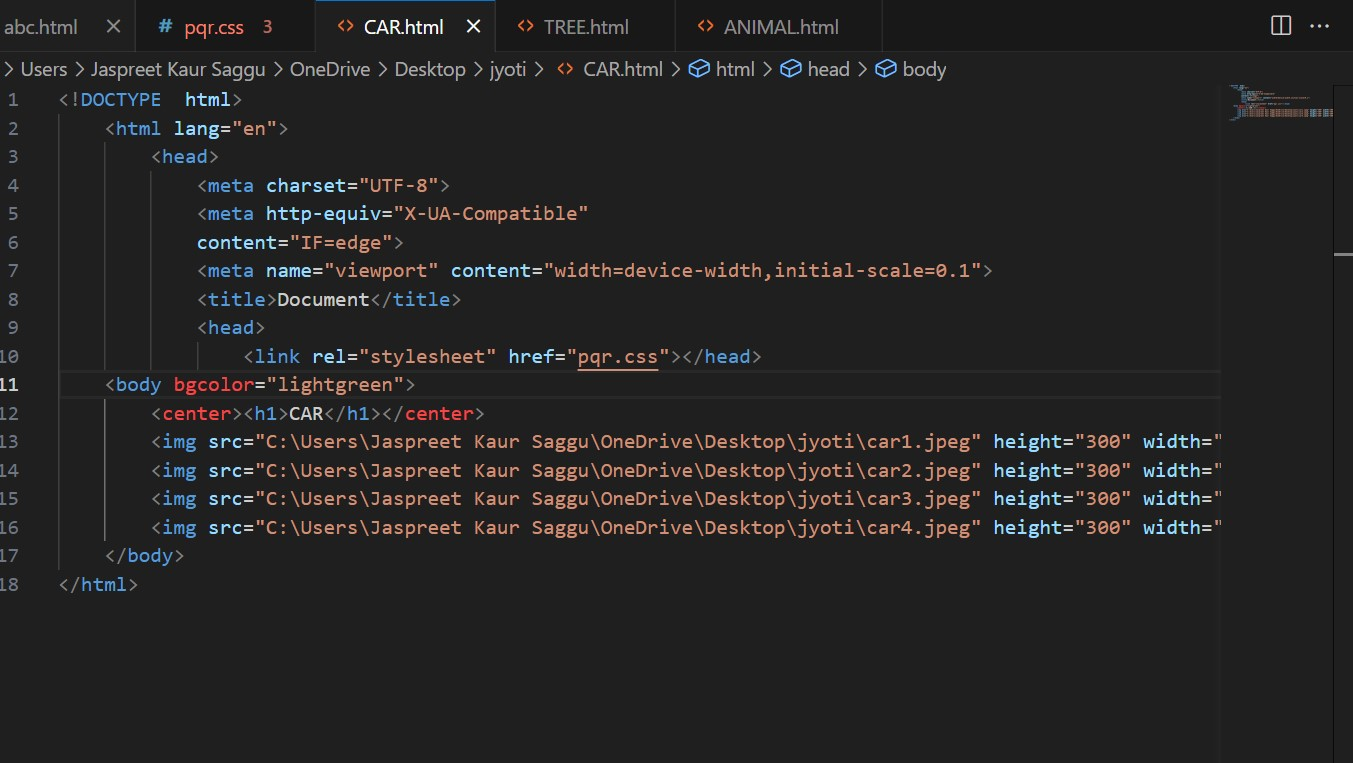 abc.html
# pqr.css 3
CAR.html
TREE.html
ANIMAL.html
> Users > Jaspreet Kaur Saggu > OneDrive > Desktop > jyoti > CAR.html > html > head > body
1 <!DOCTYPE  html>
2 <html lang="en">
3 <head>
4 <meta charset="UTF-8">
5 <meta http-equiv="X-UA-Compatible"
6 content="IF=edge">
7 <meta name="viewport" content="width=device-width,initial-scale=0.1">
8 <title>Document</title>
9 <head>
10 <link rel="stylesheet" href="pqr.css"></head>
11 <body bgcolor="lightgreen">
12 <center><h1>CAR</h1></center>
13 <img src="C:\Users\Jaspreet Kaur Saggu\OneDrive\Desktop\jyoti\car1.jpeg" height="300" width="
14 <img src="C:\Users\Jaspreet Kaur Saggu\OneDrive\Desktop\jyoti\car2.jpeg" height="300" width="
15 <img src="C:\Users\Jaspreet Kaur Saggu\OneDrive\Desktop\jyoti\car3.jpeg" height="300" width="
16 <img src="C:\Users\Jaspreet Kaur Saggu\OneDrive\Desktop\jyoti\car4.jpeg" height="300" width="
17 </body>
18 </html>